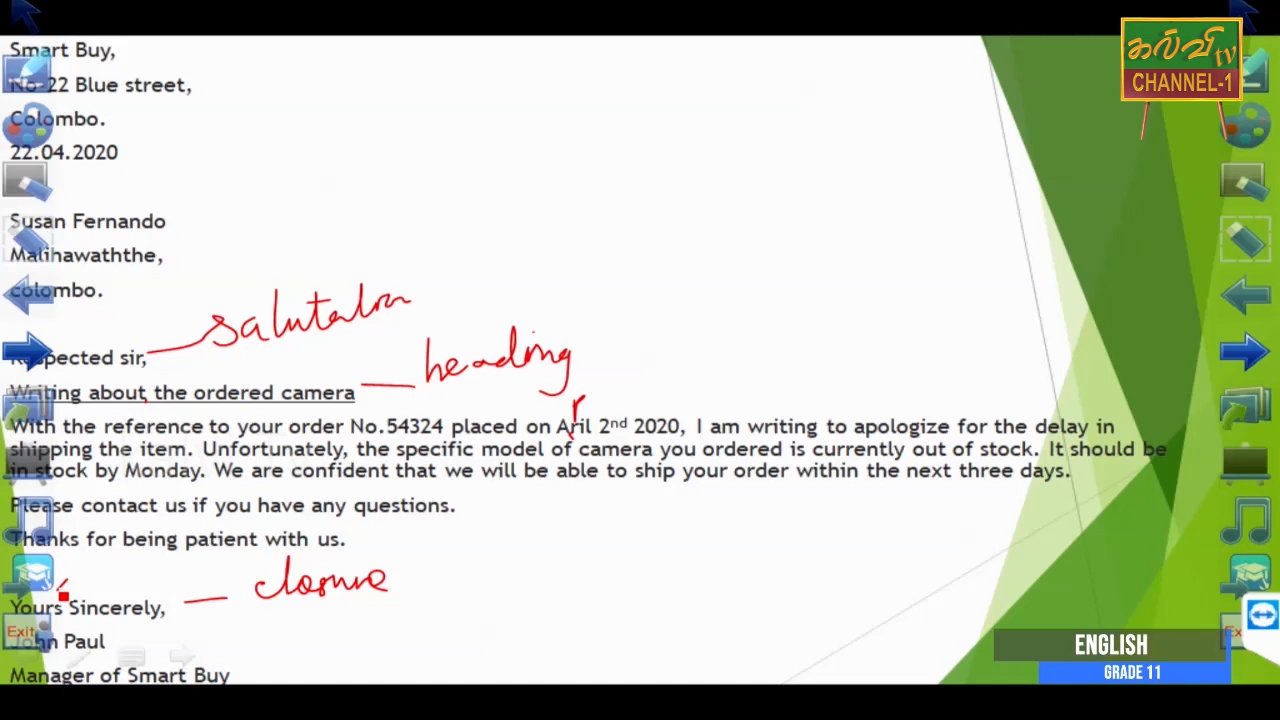 Smart Buy,
No-22 Blue street,
Colombo.
22.04.2020
Susan Fernando
Malihawaththe,
colombo.
salutation
Respected sir,
heading
Writing about the ordered camera
r
With the reference to your order No.54324 placed on Aril 2nd 2020, I am writing to apologize for the delay in
shipping the item. Unfortunately, the specific model of camera you ordered is currently out of stock. It should be
in stock by Monday. We are confident that we will be able to ship your order within the next three days.
Please contact us if you have any questions.
Thanks for being patient with us.
closure
Yours Sincerely,
John Paul
Manager of Smart Buy
கல்வி tv
CHANNEL-1
Exit
Ex
ENGLISH
GRADE 11